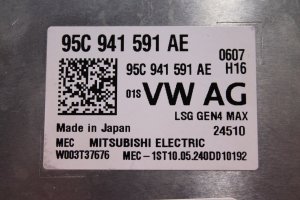 95C 941 591 AE
0607
95C 941 591 AE H16
01S VW AG
LSG GEN4 MAX
Made in Japan 24510
MEC MITSUBISHI ELECTRIC
W003T37676 MEC-1ST10.05.240DD10192